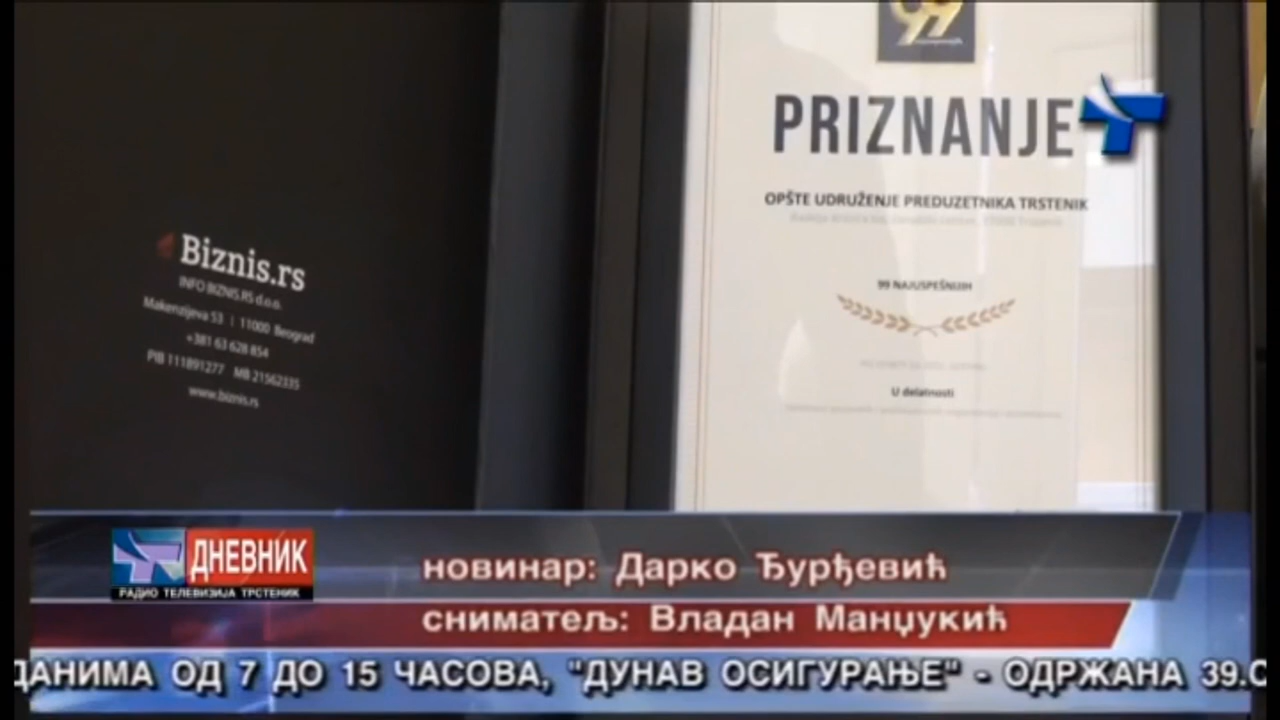 99
PRIZNANJE
OPŠTE UDRUŽENJE PREDUZETNIKA TRSTENIK
99 NAJUSPEŠNIJIH
U delatnosti
Biznis.rs
INFO BIZNIS.RS d.o.o.
Makenzijeva 53 | 11000 Beograd
+381 63 628 854
PIB 111891277 MB 21562335
www.biznis.rs
ДНЕВНИК
РАДИО ТЕЛЕВИЗИЈА ТРСТЕНИК
новинар: Дарко Ђурђевић
сниматељ: Владан Манџукић
ДАНИМА ОД 7 ДО 15 ЧАСОВА, "ДУНАВ ОСИГУРАЊЕ" - ОДРЖАНА 39.С